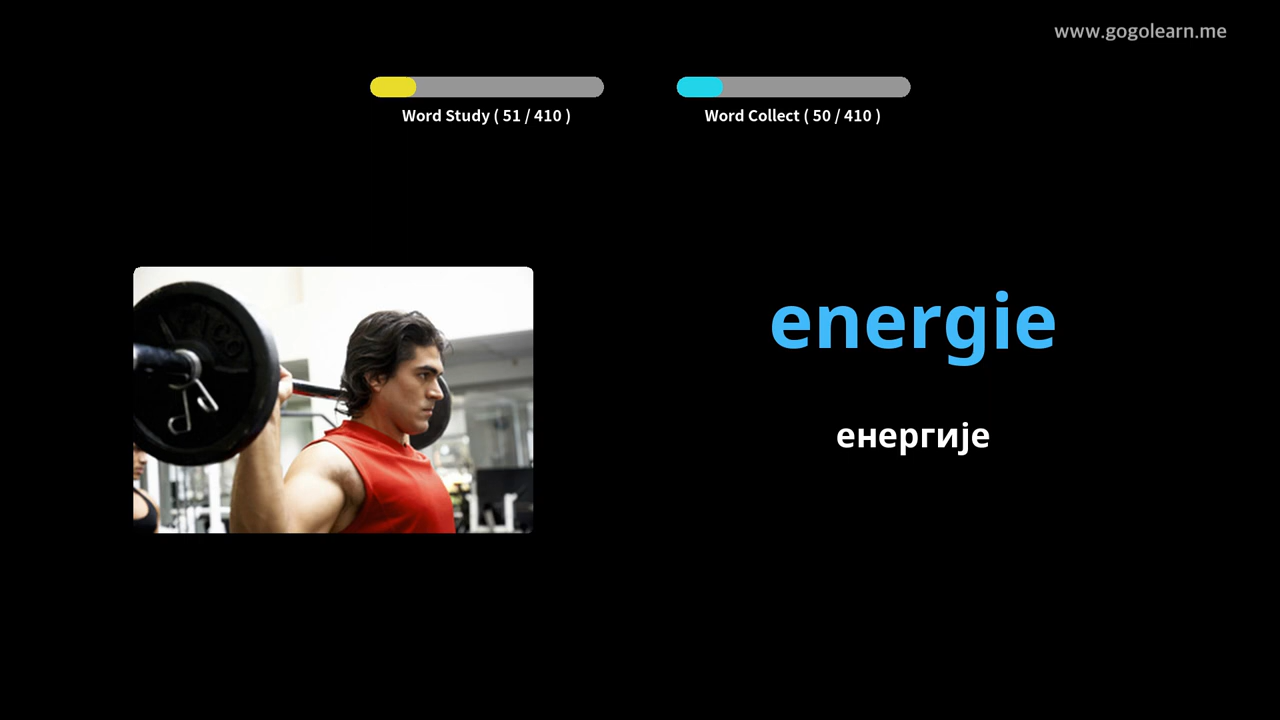 www.gogolearn.me
Word Study ( 51 / 410 )
Word Collect ( 50 / 410 )
energie
енергије